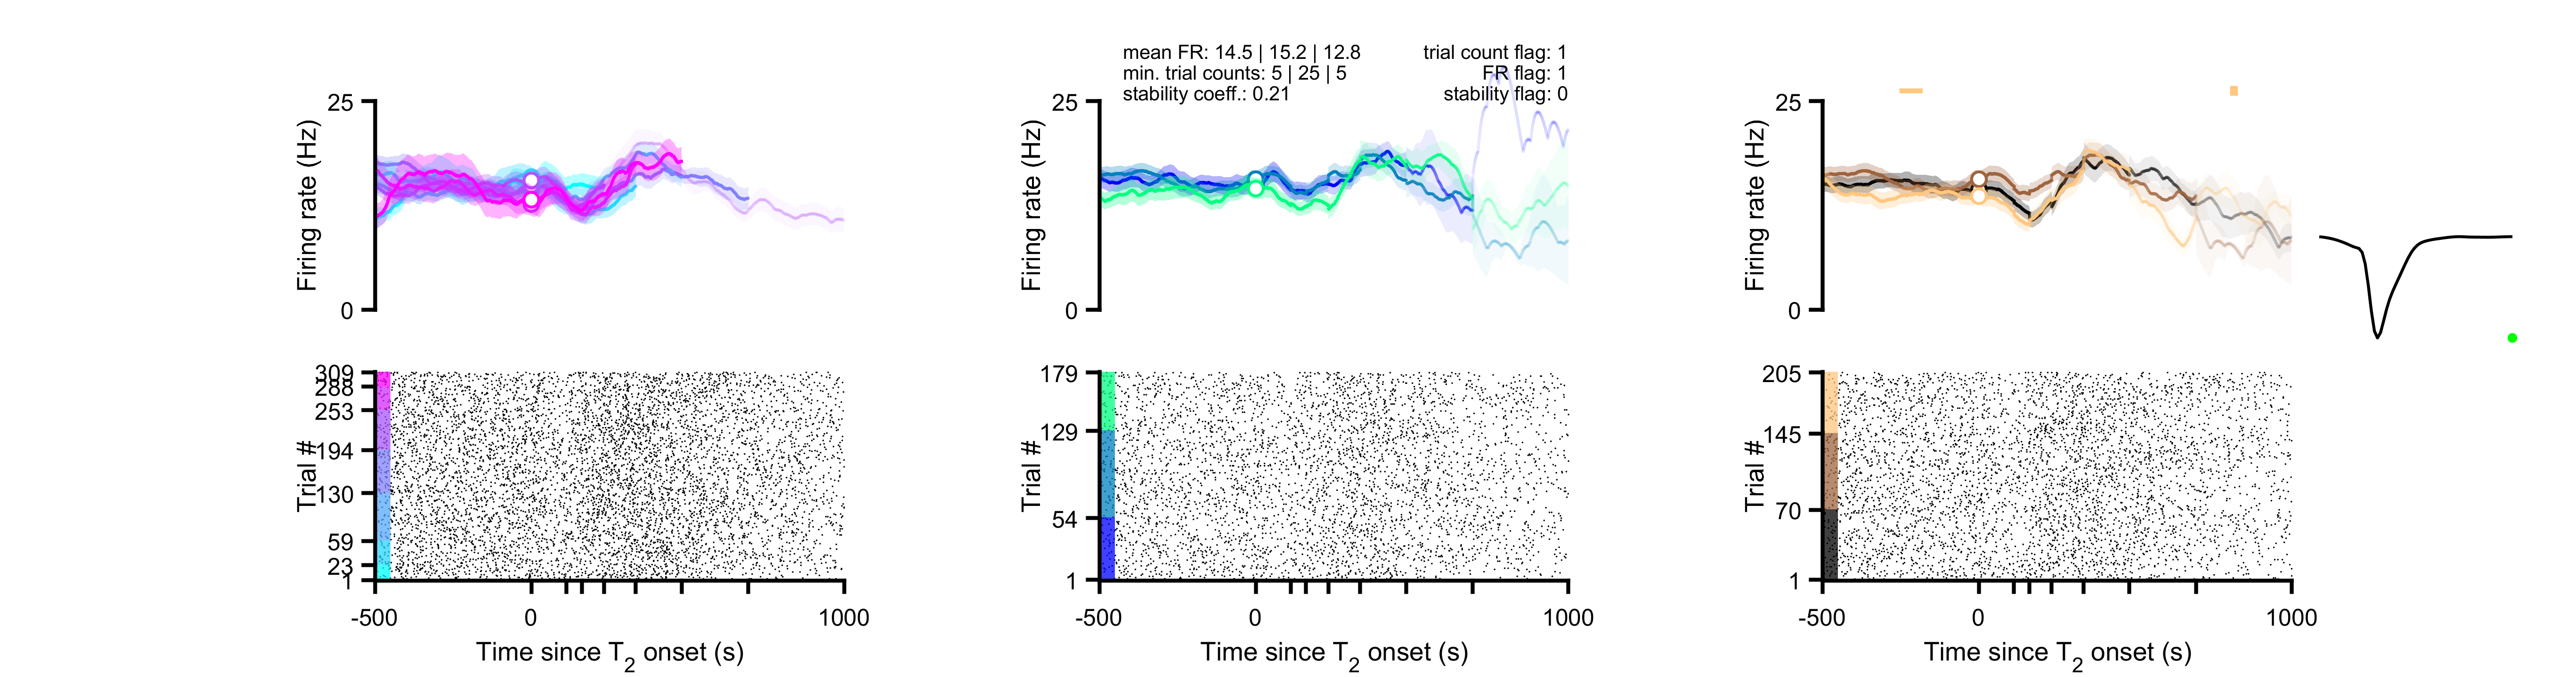 mean FR: 14.5 | 15.2 | 12.8
trial count flag: 1
min. trial counts: 5 | 25 | 5
FR flag: 1
stability coeff.: 0.21
stability flag: 0
25
Firing rate (Hz)
0
25
Firing rate (Hz)
0
25
Firing rate (Hz)
0
309
288
253
194
130
59
23
1
Trial #
-500
0
1000
Time since T2 onset (s)
179
129
54
1
Trial #
-500
0
1000
Time since T2 onset (s)
205
145
70
1
Trial #
-500
0
1000
Time since T2 onset (s)